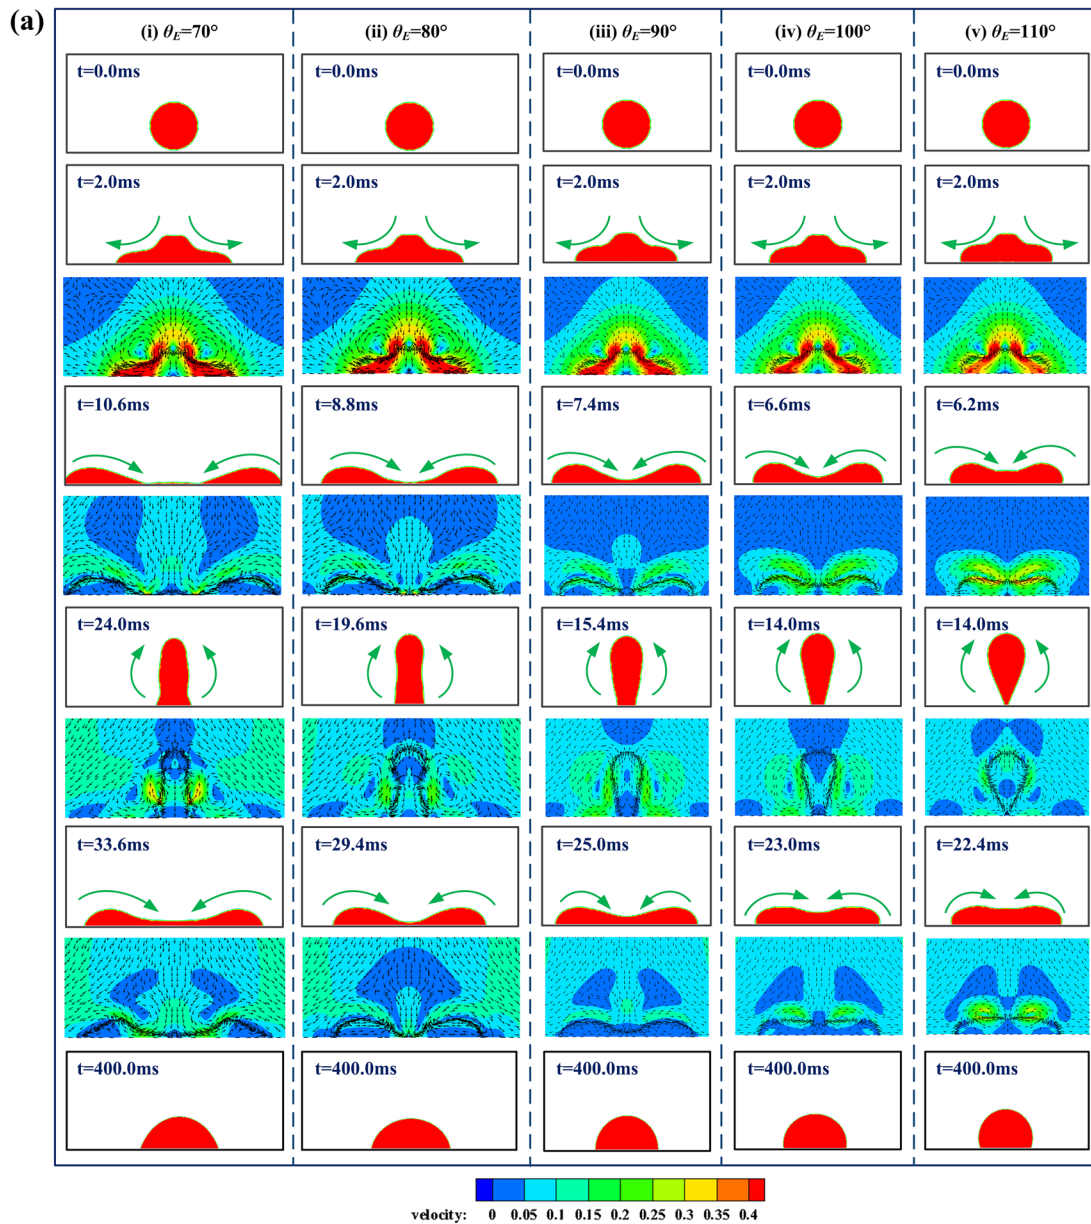 (a)
(i) θE=70° (ii) θE=80° (iii) θE=90° (iv) θE=100° (v) θE=110°
t=0.0ms t=0.0ms t=0.0ms t=0.0ms t=0.0ms
t=2.0ms t=2.0ms t=2.0ms t=2.0ms t=2.0ms
t=10.6ms t=8.8ms t=7.4ms t=6.6ms t=6.2ms
t=24.0ms t=19.6ms t=15.4ms t=14.0ms t=14.0ms
t=33.6ms t=29.4ms t=25.0ms t=23.0ms t=22.4ms
t=400.0ms t=400.0ms t=400.0ms t=400.0ms t=400.0ms
velocity: 0 0.05 0.1 0.15 0.2 0.25 0.3 0.35 0.4